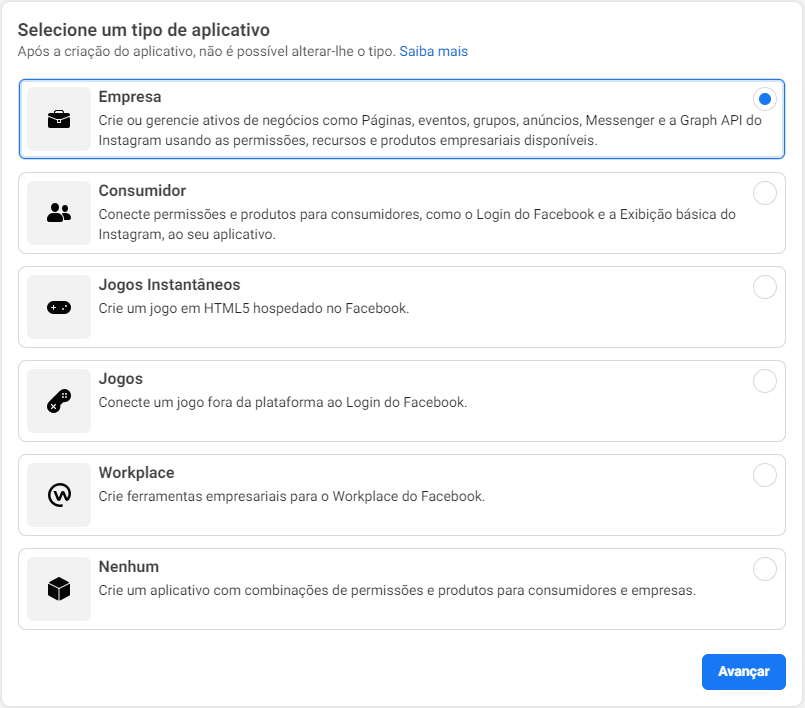 Selecione um tipo de aplicativo
Após a criação do aplicativo, não é possível alterar-lhe o tipo. Saiba mais
Empresa
Crie ou gerencie ativos de negócios como Páginas, eventos, grupos, anúncios, Messenger e a Graph API do
Instagram usando as permissões, recursos e produtos empresariais disponíveis.
Consumidor
Conecte permissões e produtos para consumidores, como o Login do Facebook e a Exibição básica do
Instagram, ao seu aplicativo.
Jogos Instantâneos
Crie um jogo em HTML5 hospedado no Facebook.
Jogos
Conecte um jogo fora da plataforma ao Login do Facebook.
Workplace
Crie ferramentas empresariais para o Workplace do Facebook.
Nenhum
Crie um aplicativo com combinações de permissões e produtos para consumidores e empresas.
Avançar